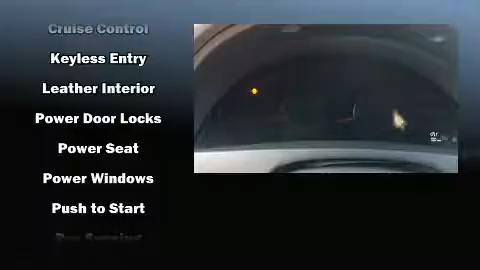 Cruise Control
Keyless Entry
Leather Interior
Power Door Locks
Power Seat
Power Windows
Push to Start